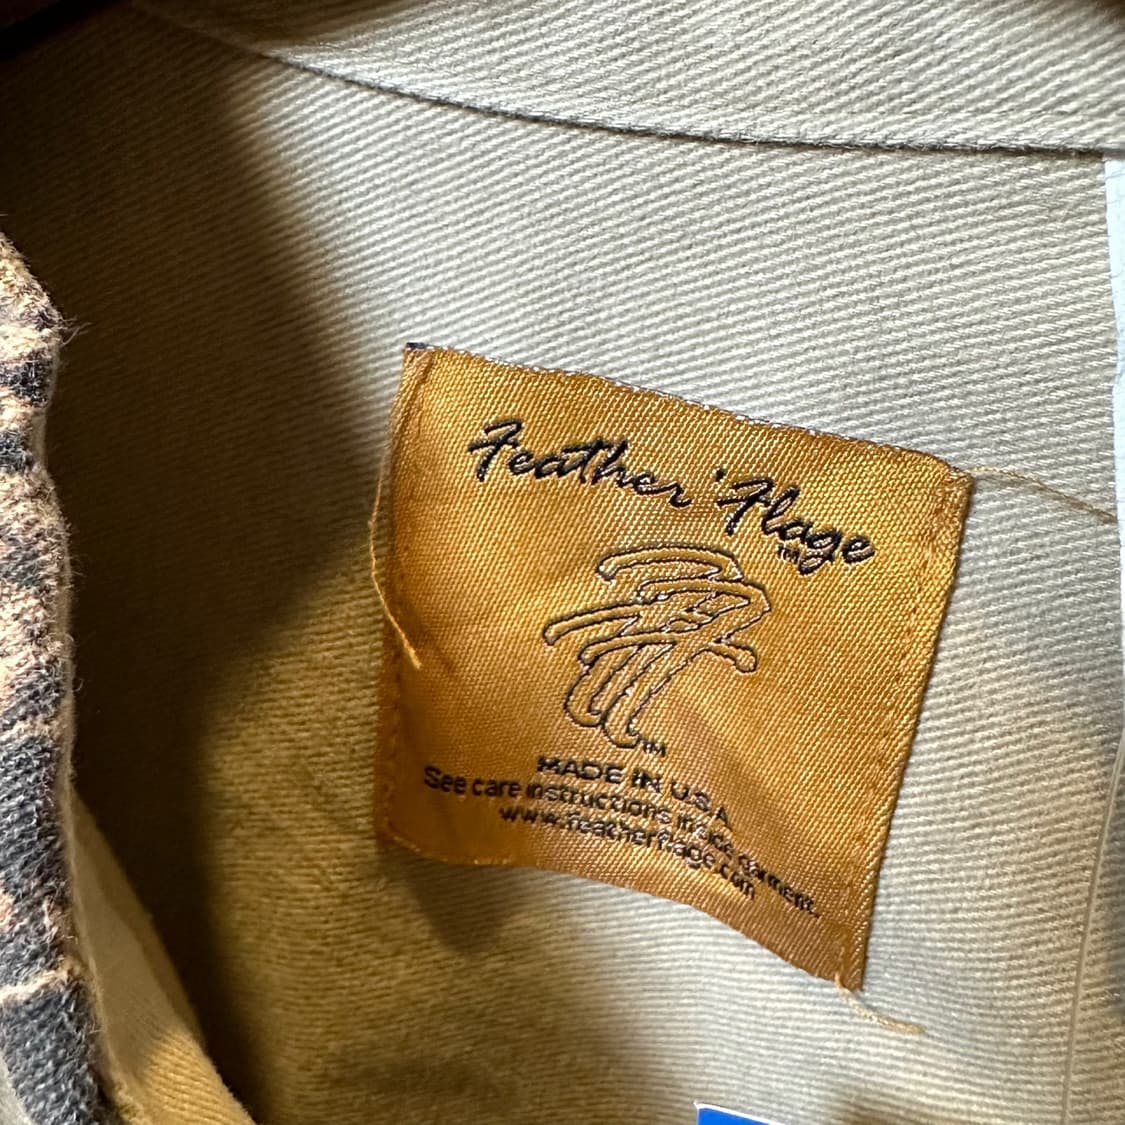 Feather 'Flage
TM
TM
MADE IN U.S.A.
See care instructions inside garment.
www.featherflage.com